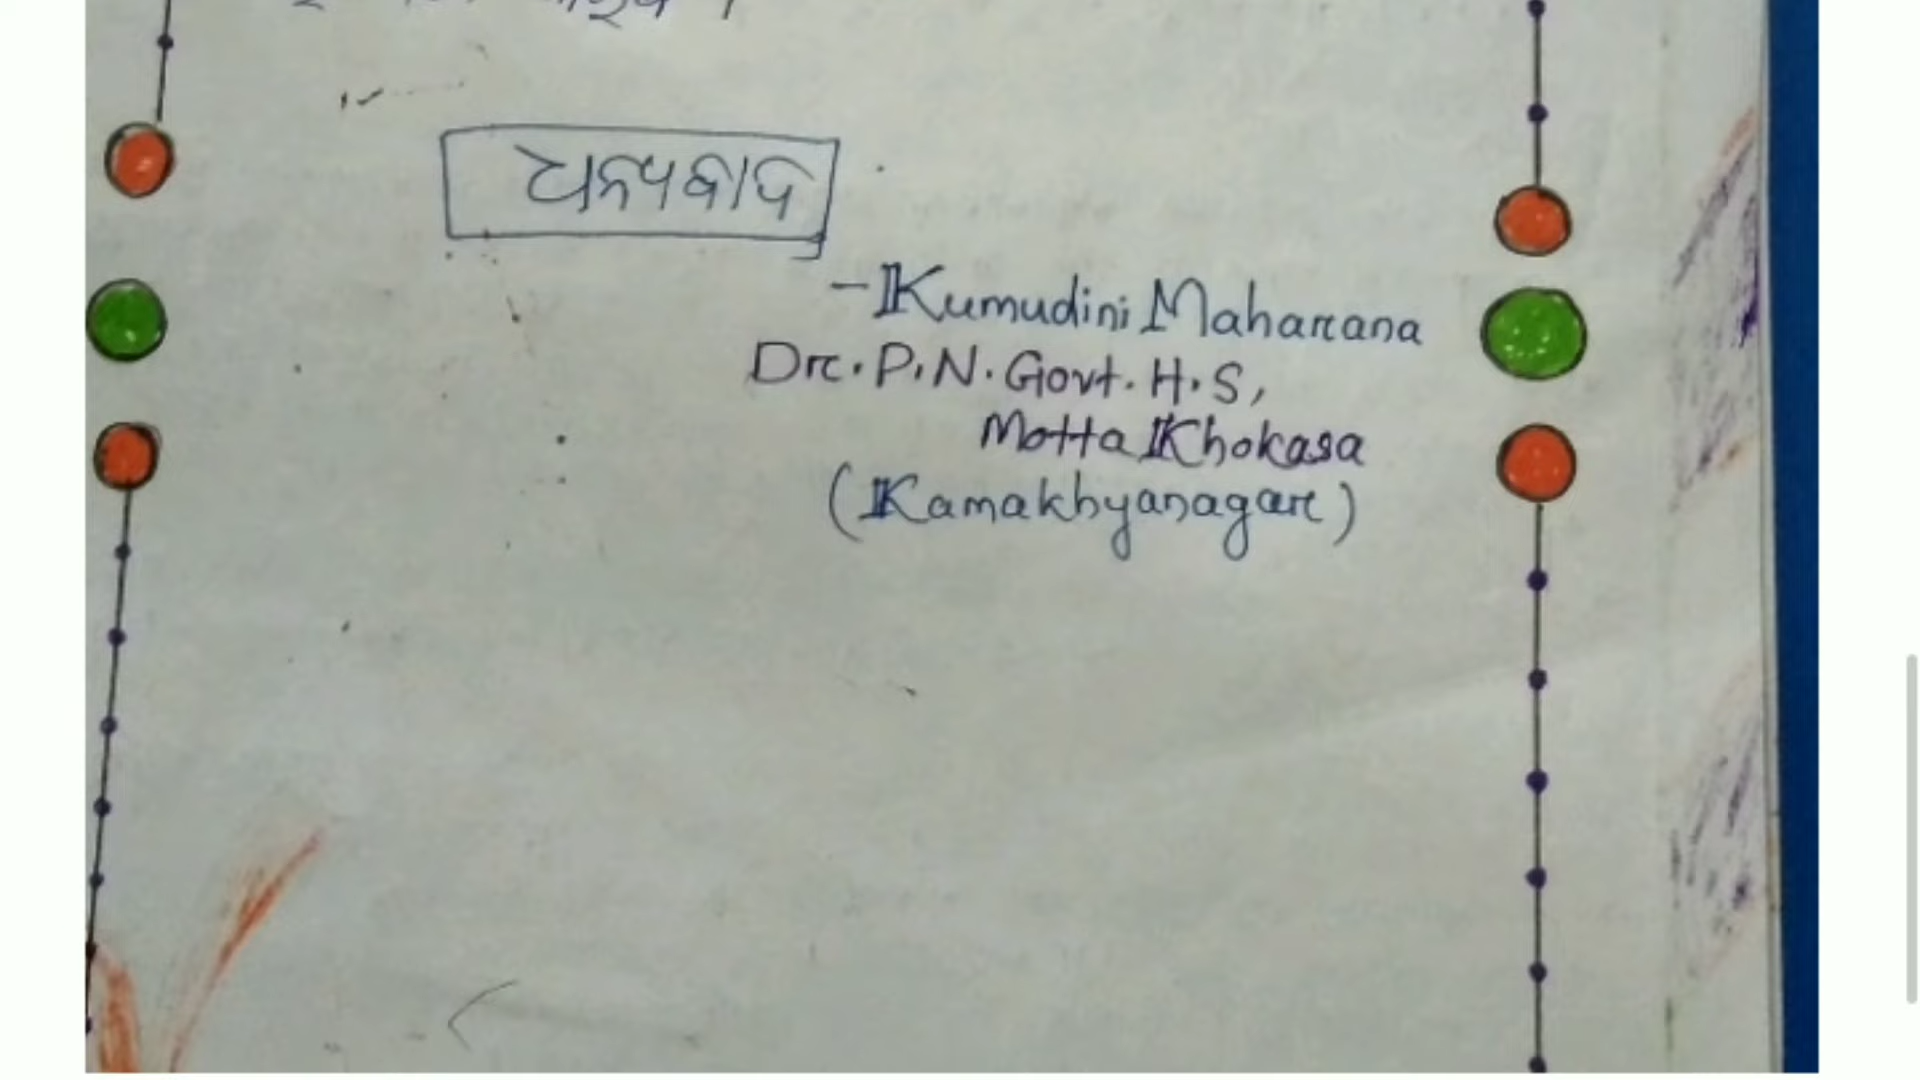 ଧନ୍ୟବାଦ
-Kumudini Maharana
Dr. P.N. Govt. H.S,
Motta Khokasa
(Kamakhyanagar)